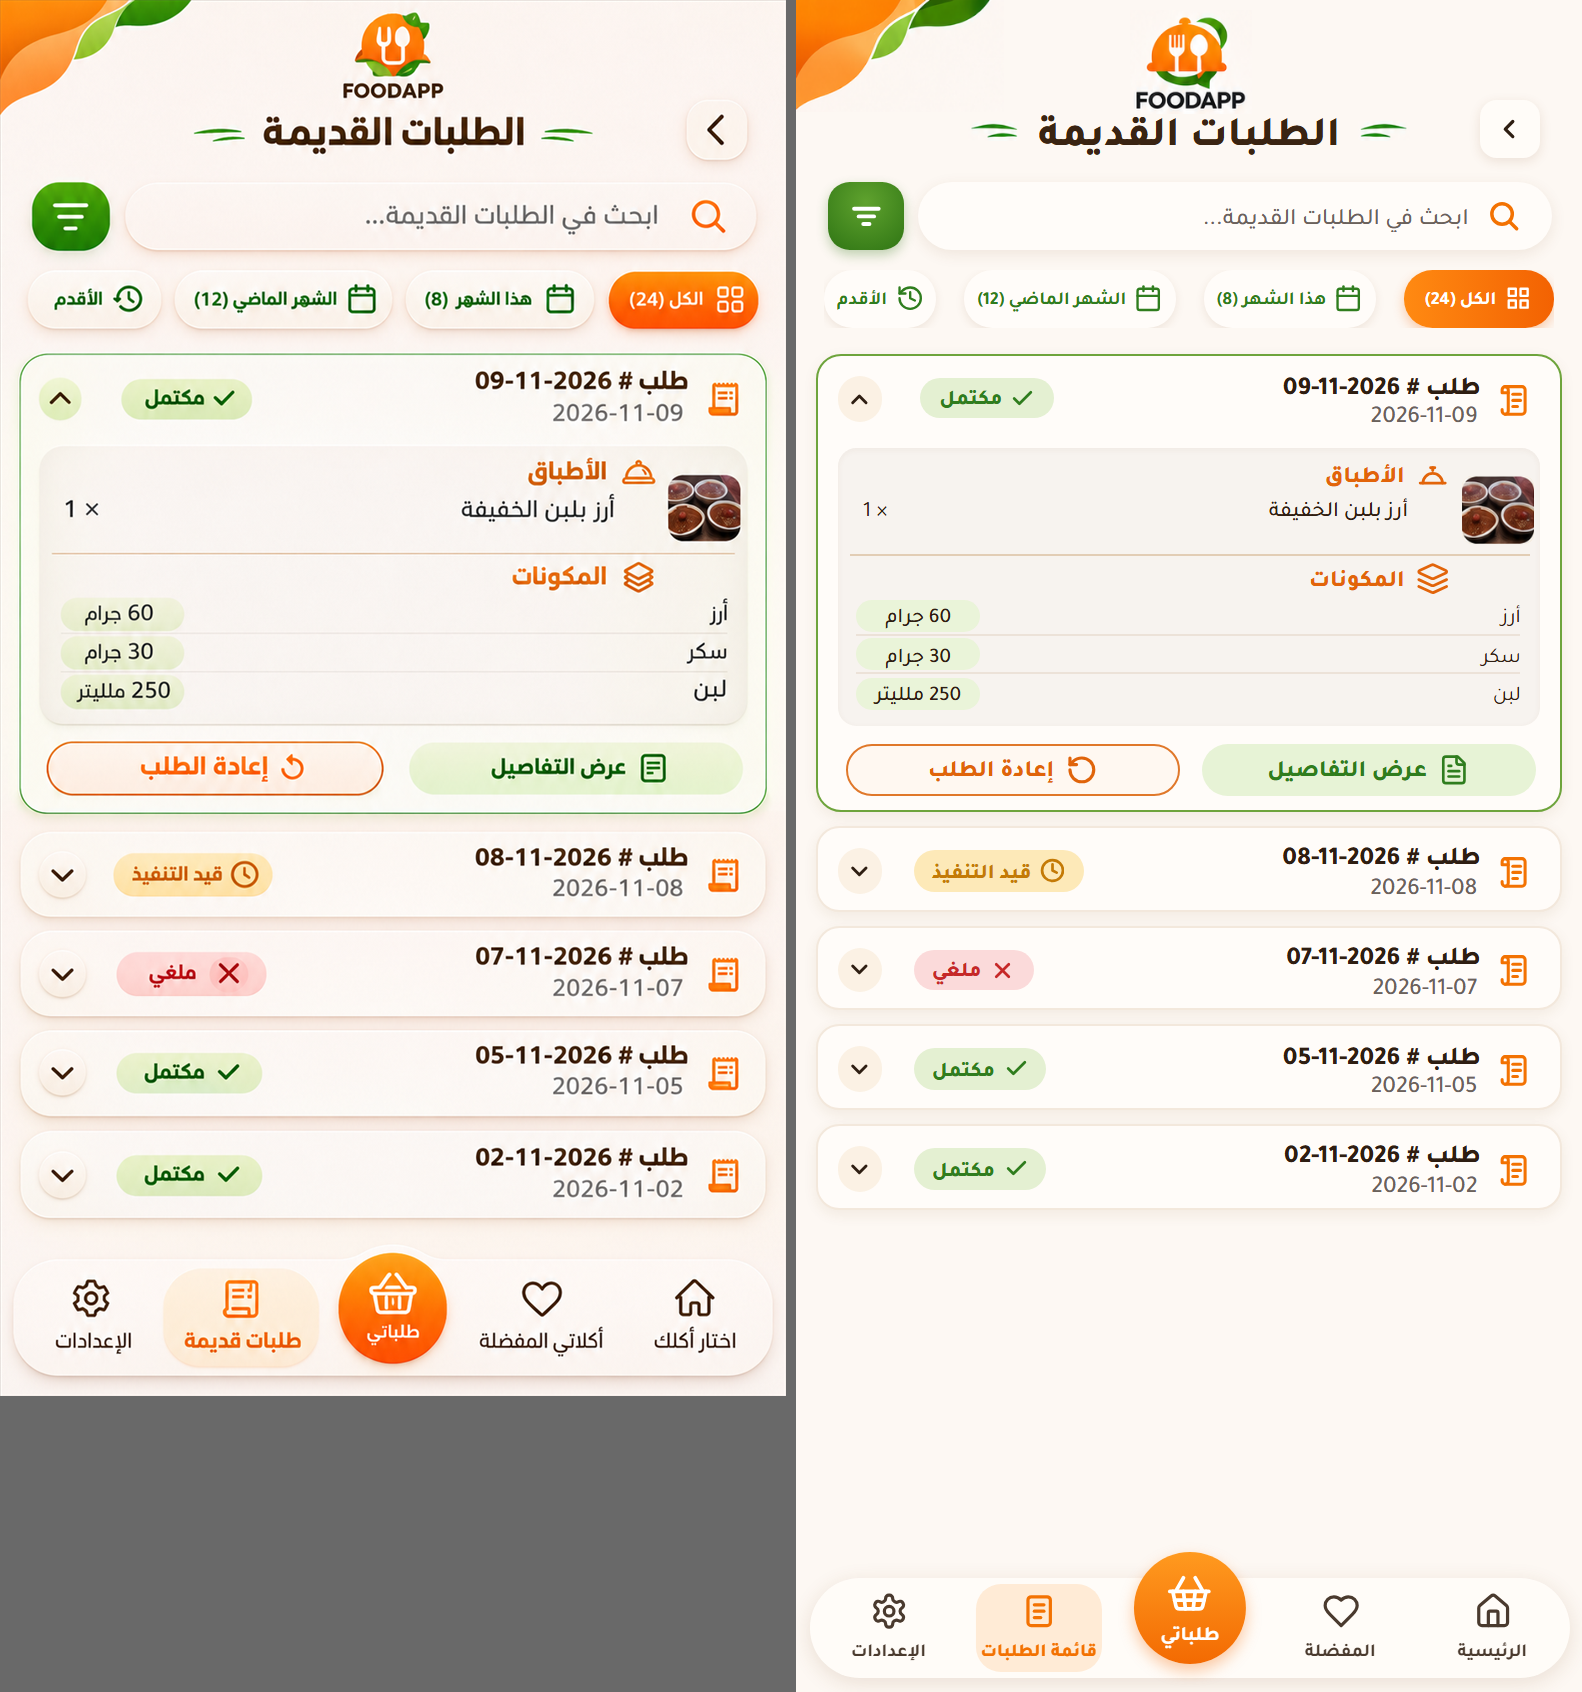 FOODAPP
الطلبات القديمة
ابحث في الطلبات القديمة...
الكل (24)
هذا الشهر (8)
الشهر الماضي (12)
الأقدم
طلب # 2026-11-09
2026-11-09
مكتمل
الأطباق
أرز بلبن الخفيفة
1 ×
المكونات
أرز
60 جرام
سكر
30 جرام
لبن
250 ملليتر
عرض التفاصيل
إعادة الطلب
طلب # 2026-11-08
2026-11-08
قيد التنفيذ
طلب # 2026-11-07
2026-11-07
ملغي
طلب # 2026-11-05
2026-11-05
مكتمل
طلب # 2026-11-02
2026-11-02
مكتمل
اختار أكلك
أكلاتي المفضلة
طلباتي
طلبات قديمة
الإعدادات
FOODAPP
الطلبات القديمة
ابحث في الطلبات القديمة...
الكل (24)
هذا الشهر (8)
الشهر الماضي (12)
الأقدم
طلب # 2026-11-09
2026-11-09
مكتمل
الأطباق
أرز بلبن الخفيفة
1 ×
المكونات
أرز
60 جرام
سكر
30 جرام
لبن
250 ملليتر
عرض التفاصيل
إعادة الطلب
طلب # 2026-11-08
2026-11-08
قيد التنفيذ
طلب # 2026-11-07
2026-11-07
ملغي
طلب # 2026-11-05
2026-11-05
مكتمل
طلب # 2026-11-02
2026-11-02
مكتمل
الرئيسية
المفضلة
طلباتي
قائمة الطلبات
الإعدادات